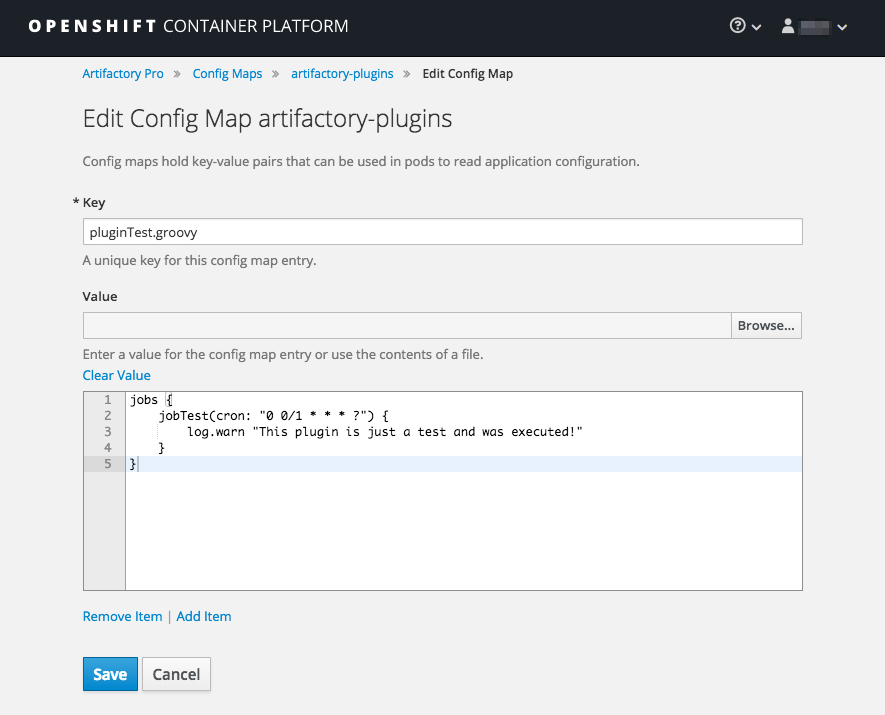 OPENSHIFT CONTAINER PLATFORM
Artifactory Pro » Config Maps » artifactory-plugins » Edit Config Map
Edit Config Map artifactory-plugins
Config maps hold key-value pairs that can be used in pods to read application configuration.
* Key
pluginTest.groovy
A unique key for this config map entry.
Value
Browse...
Enter a value for the config map entry or use the contents of a file.
Clear Value
1 jobs {
2     jobTest(cron: "0 0/1 * * * ?") {
3         log.warn "This plugin is just a test and was executed!"
4     }
5 }
Remove Item | Add Item
Save Cancel